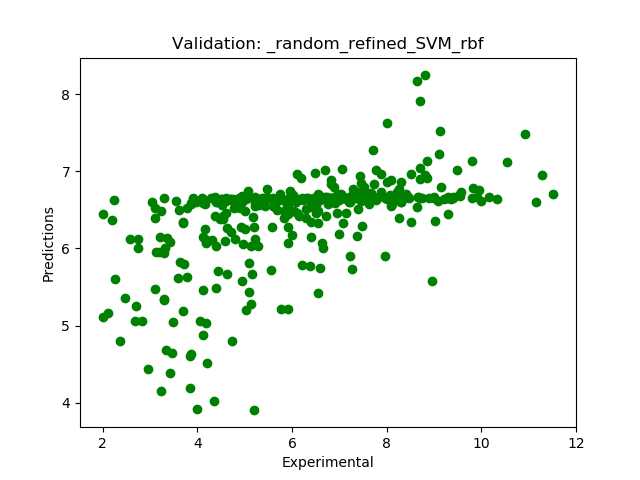 Validation: _random_refined_SVM_rbf
8
7
6
5
4
Predictions
2 4 6 8 10 12
Experimental